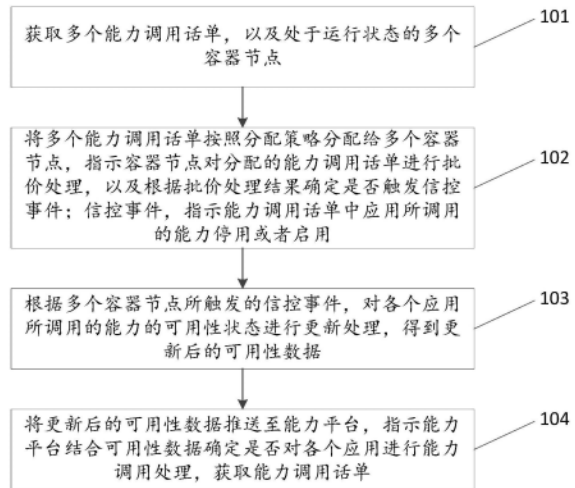 获取多个能力调用话单，以及处于运行状态的多个
容器节点
101
将多个能力调用话单按照分配策略分配给多个容器
节点，指示容器节点对分配的能力调用话单进行批
价处理，以及根据批价处理结果确定是否触发信控
事件；信控事件，指示能力调用话单中应用所调用
的能力停用或者启用
102
根据多个容器节点所触发的信控事件，对各个应用
所调用的能力的可用性状态进行更新处理，得到更
新后的可用性数据
103
将更新后的可用性数据推送至能力平台，指示能力
平台结合可用性数据确定是否对各个应用进行能力
调用处理，获取能力调用话单
104